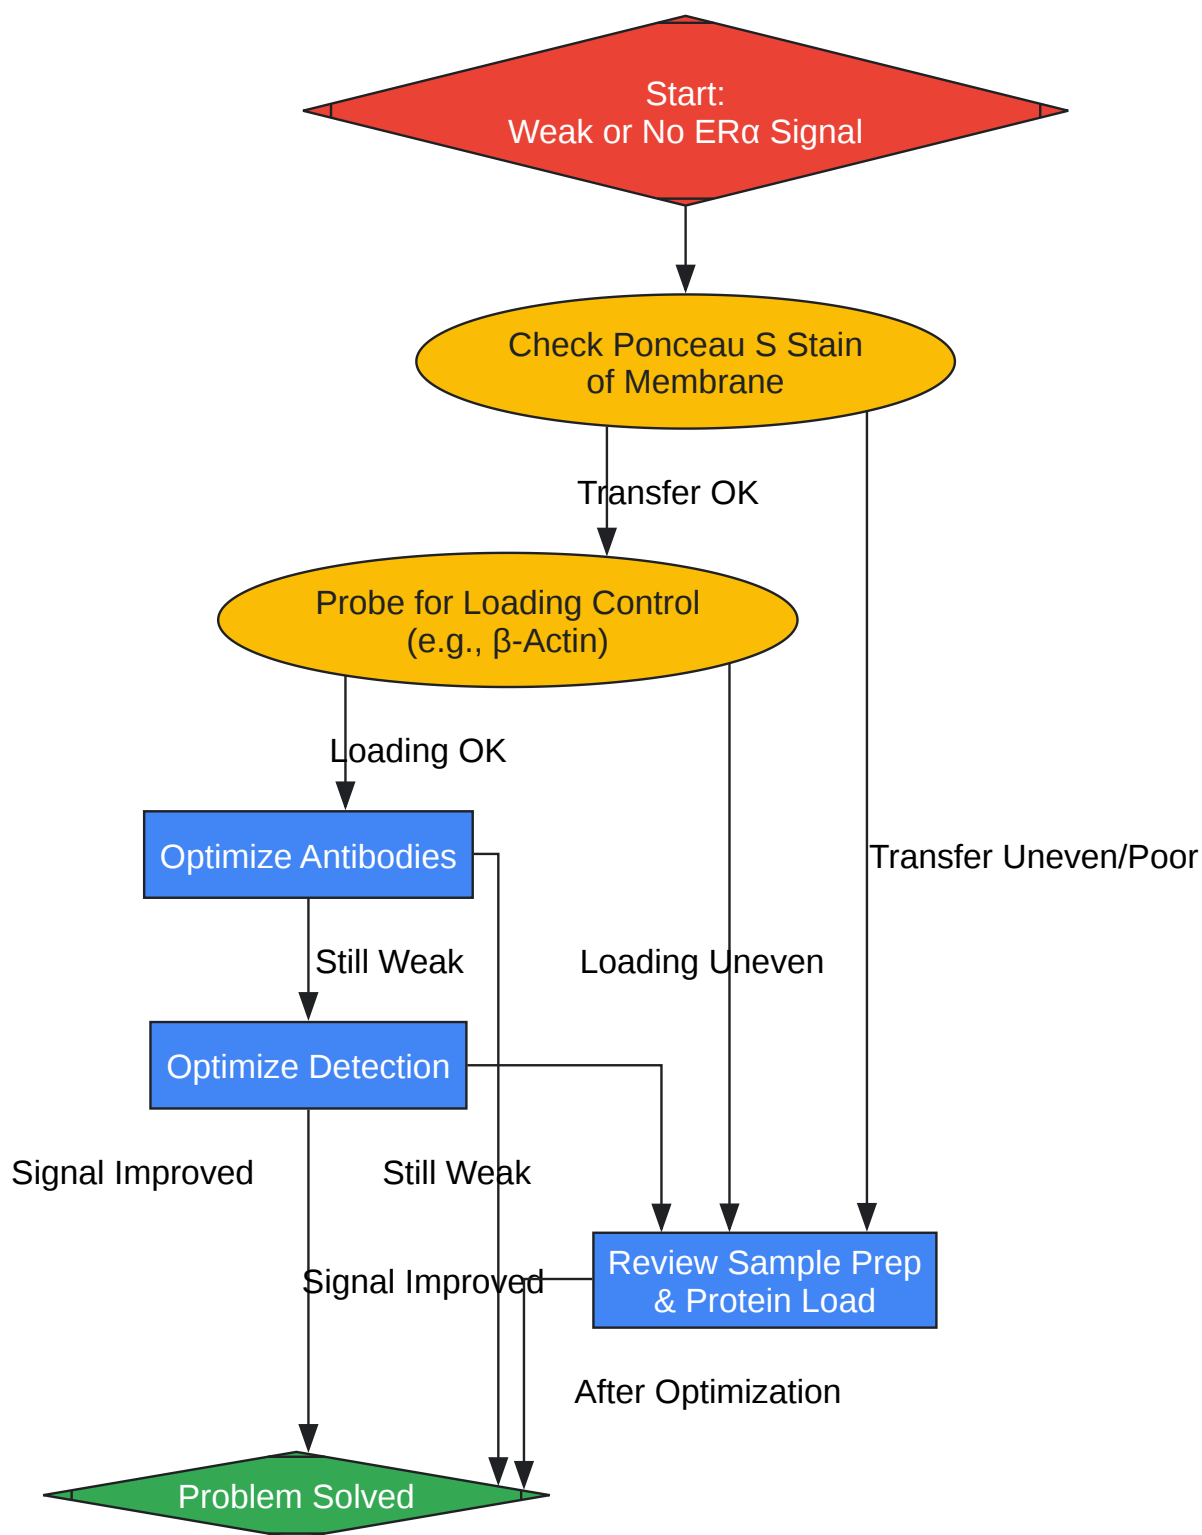 Start:
Weak or No ERα Signal
Check Ponceau S Stain
of Membrane
Transfer OK
Probe for Loading Control
(e.g., β-Actin)
Loading OK
Optimize Antibodies
Transfer Uneven/Poor
Still Weak
Loading Uneven
Optimize Detection
Signal Improved
Still Weak
Review Sample Prep
& Protein Load
Signal Improved
After Optimization
Problem Solved